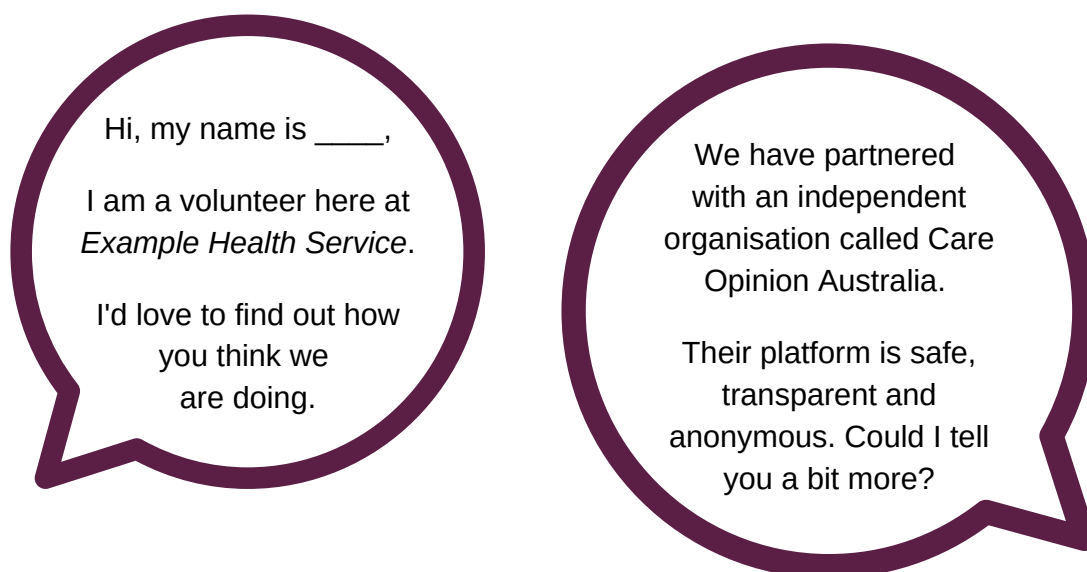 Hi, my name is ____,
I am a volunteer here at
Example Health Service.
I'd love to find out how
you think we
are doing.
We have partnered
with an independent
organisation called Care
Opinion Australia.
Their platform is safe,
transparent and
anonymous. Could I tell
you a bit more?